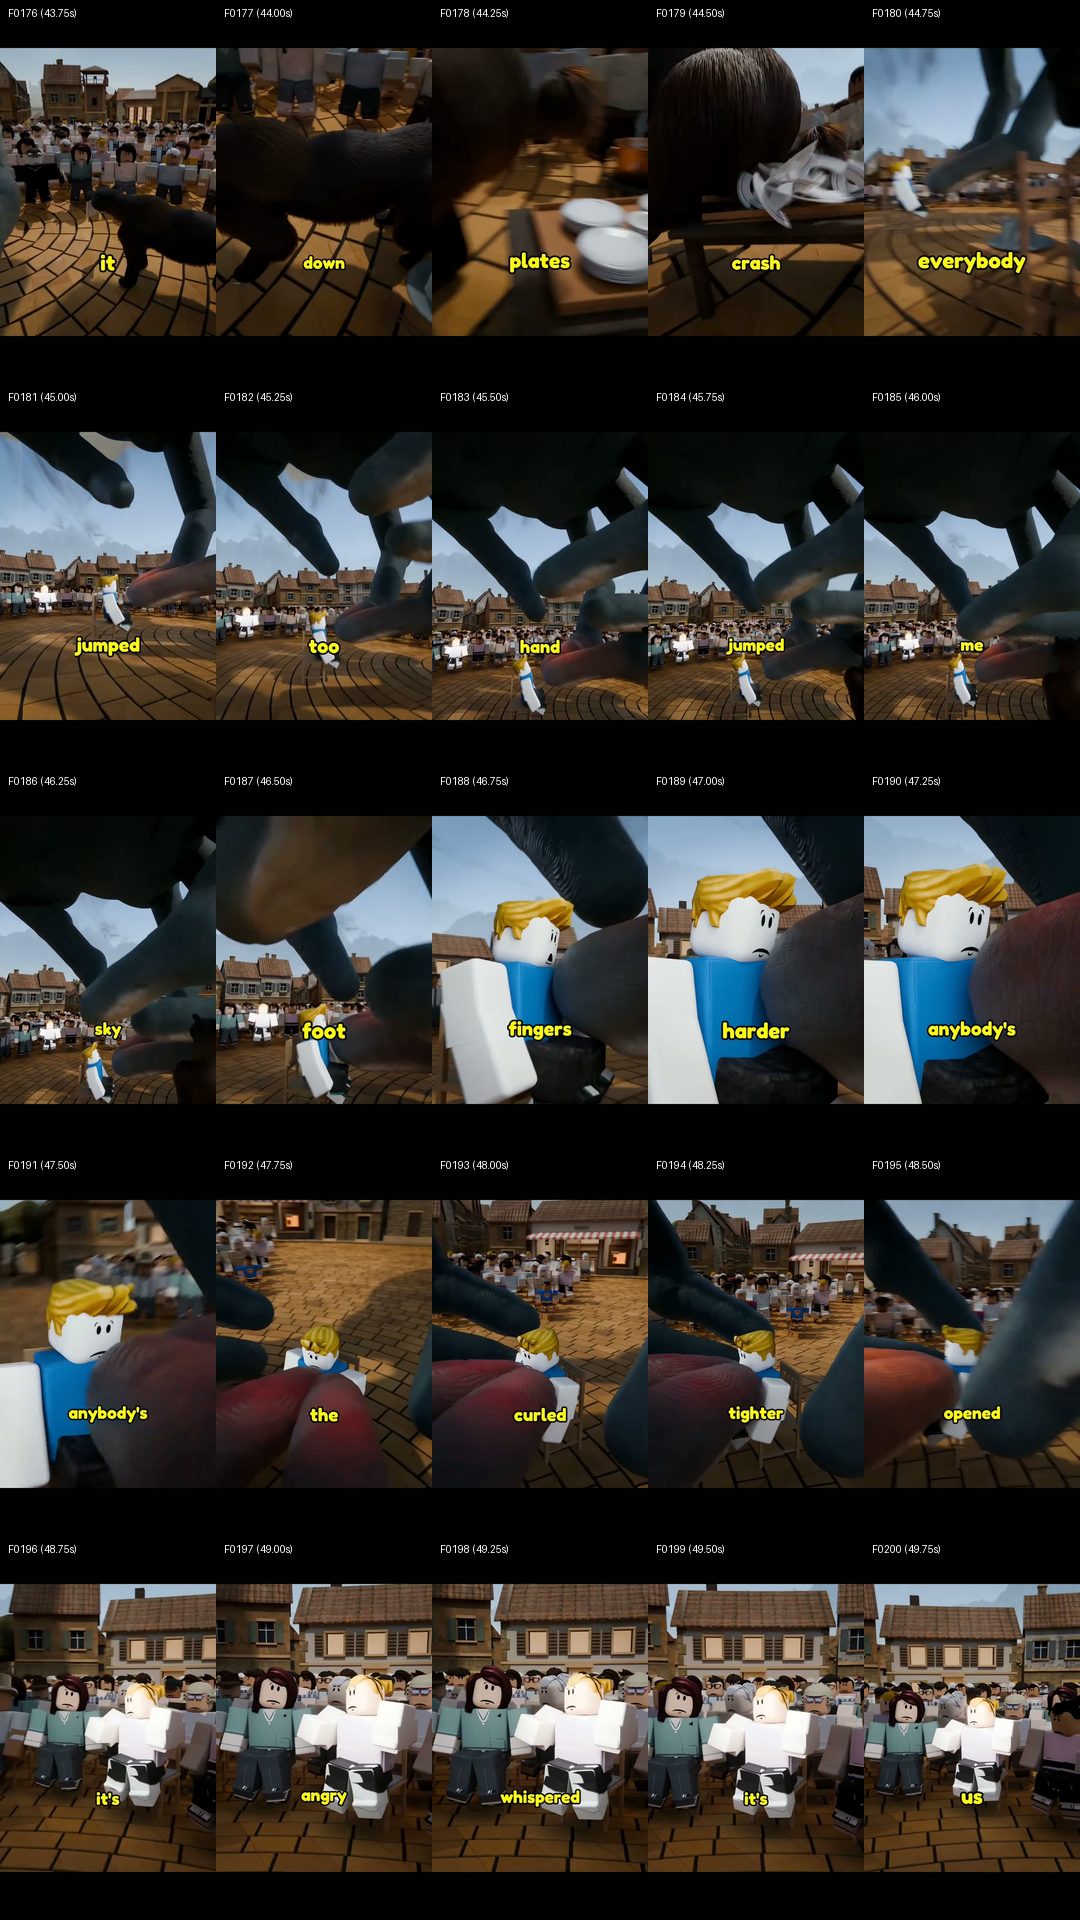 F0176 (43.75s)
F0177 (44.00s)
F0178 (44.25s)
F0179 (44.50s)
F0180 (44.75s)
it
down
plates
crash
everybody
F0181 (45.00s)
F0182 (45.25s)
F0183 (45.50s)
F0184 (45.75s)
F0185 (46.00s)
jumped
too
hand
jumped
me
F0186 (46.25s)
F0187 (46.50s)
F0188 (46.75s)
F0189 (47.00s)
F0190 (47.25s)
sky
foot
fingers
harder
anybody's
F0191 (47.50s)
F0192 (47.75s)
F0193 (48.00s)
F0194 (48.25s)
F0195 (48.50s)
anybody's
the
curled
tighter
opened
F0196 (48.75s)
F0197 (49.00s)
F0198 (49.25s)
F0199 (49.50s)
F0200 (49.75s)
it's
angry
whispered
it's
us